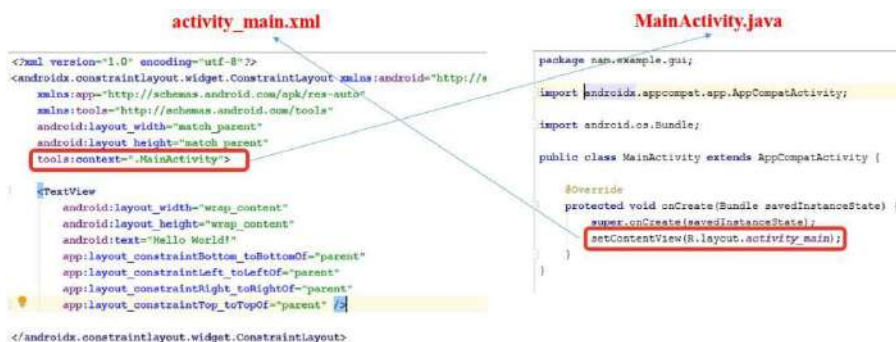 activity_main.xml
<?xml version="1.0" encoding="utf-8"?>
<androidx.constraintlayout.widget.ConstraintLayout xmlns:android="http://s
xmlns:app="http://schemas.android.com/apk/res-auto"
xmlns:tools="http://schemas.android.com/tools"
android:layout_width="match_parent"
android:layout_height="match_parent"
tools:context=".MainActivity">
<TextView
android:layout_width="wrap_content"
android:layout_height="wrap_content"
android:text="Hello World!"
app:layout_constraintBottom_toBottomOf="parent"
app:layout_constraintLeft_toLeftOf="parent"
app:layout_constraintRight_toRightOf="parent"
app:layout_constraintTop_toTopOf="parent" />
</androidx.constraintlayout.widget.ConstraintLayout>
MainActivity.java
package nam.example.gui;
import androidx.appcompat.app.AppCompatActivity;
import android.os.Bundle;
public class MainActivity extends AppCompatActivity {
@Override
protected void onCreate(Bundle savedInstanceState) {
super.onCreate(savedInstanceState);
setContentView(R.layout.activity_main);
}
}